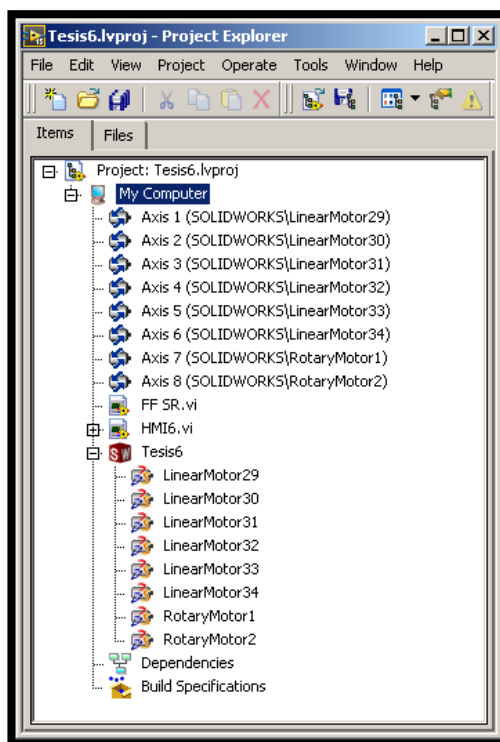 Tesis6.lvproj - Project Explorer
File Edit View Project Operate Tools Window Help
Items Files
Project: Tesis6.lvproj
My Computer
Axis 1 (SOLIDWORKS\LinearMotor29)
Axis 2 (SOLIDWORKS\LinearMotor30)
Axis 3 (SOLIDWORKS\LinearMotor31)
Axis 4 (SOLIDWORKS\LinearMotor32)
Axis 5 (SOLIDWORKS\LinearMotor33)
Axis 6 (SOLIDWORKS\LinearMotor34)
Axis 7 (SOLIDWORKS\RotaryMotor1)
Axis 8 (SOLIDWORKS\RotaryMotor2)
FF SR.vi
HMI6.vi
SW Tesis6
LinearMotor29
LinearMotor30
LinearMotor31
LinearMotor32
LinearMotor33
LinearMotor34
RotaryMotor1
RotaryMotor2
Dependencies
Build Specifications